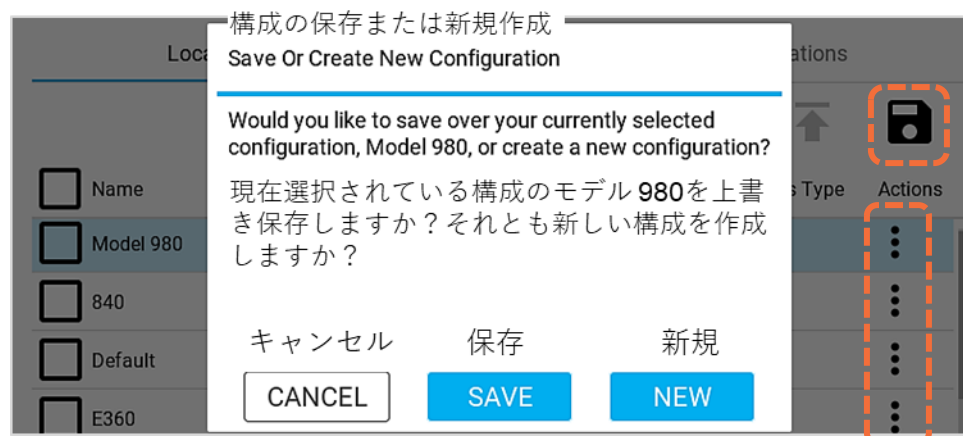 構成の保存または新規作成
Loca
Save Or Create New Configuration
ations
Would you like to save over your currently selected
configuration, Model 980, or create a new configuration?
現在選択されている構成のモデル 980を上書
き保存しますか？それとも新しい構成を作成
しますか？
Name
s Type
Actions
Model 980
840
Default
E360
キャンセル
保存
新規
CANCEL
SAVE
NEW